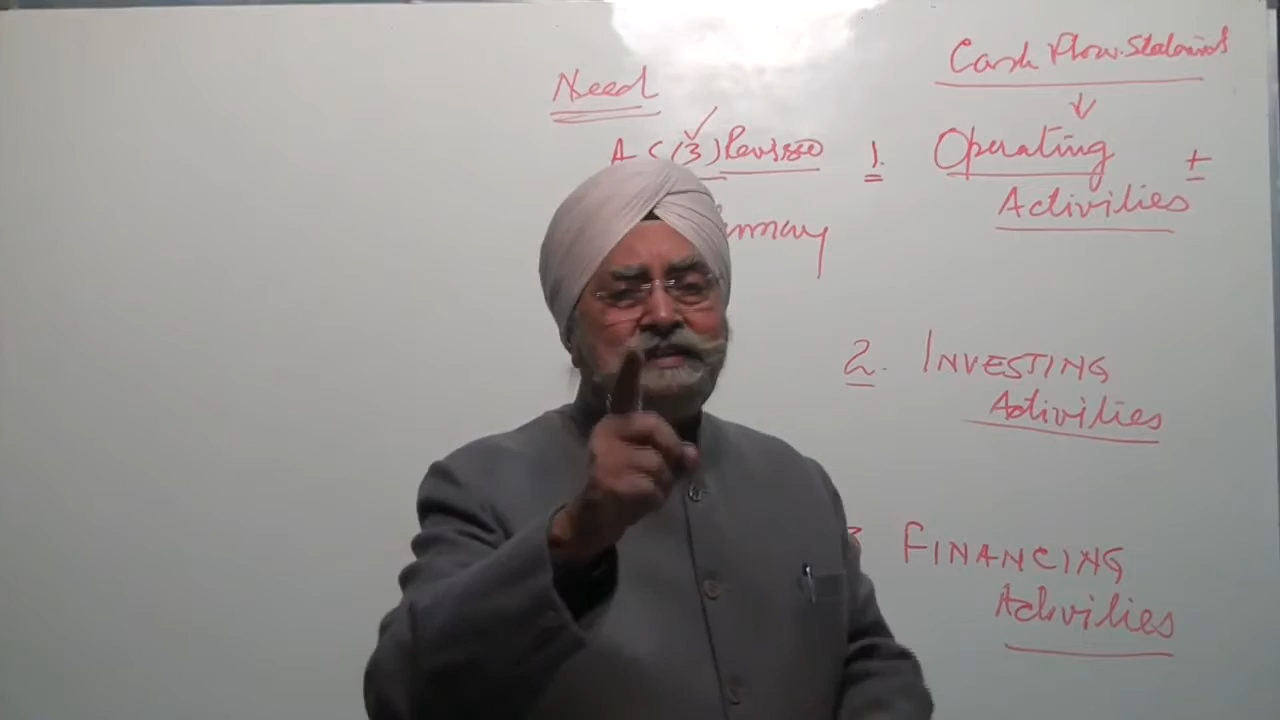 Need
AS (3) Revised
Cash Flow Statement
1. Operating ±
Activities
2. INVESTING
Activities
FINANCING
Activities